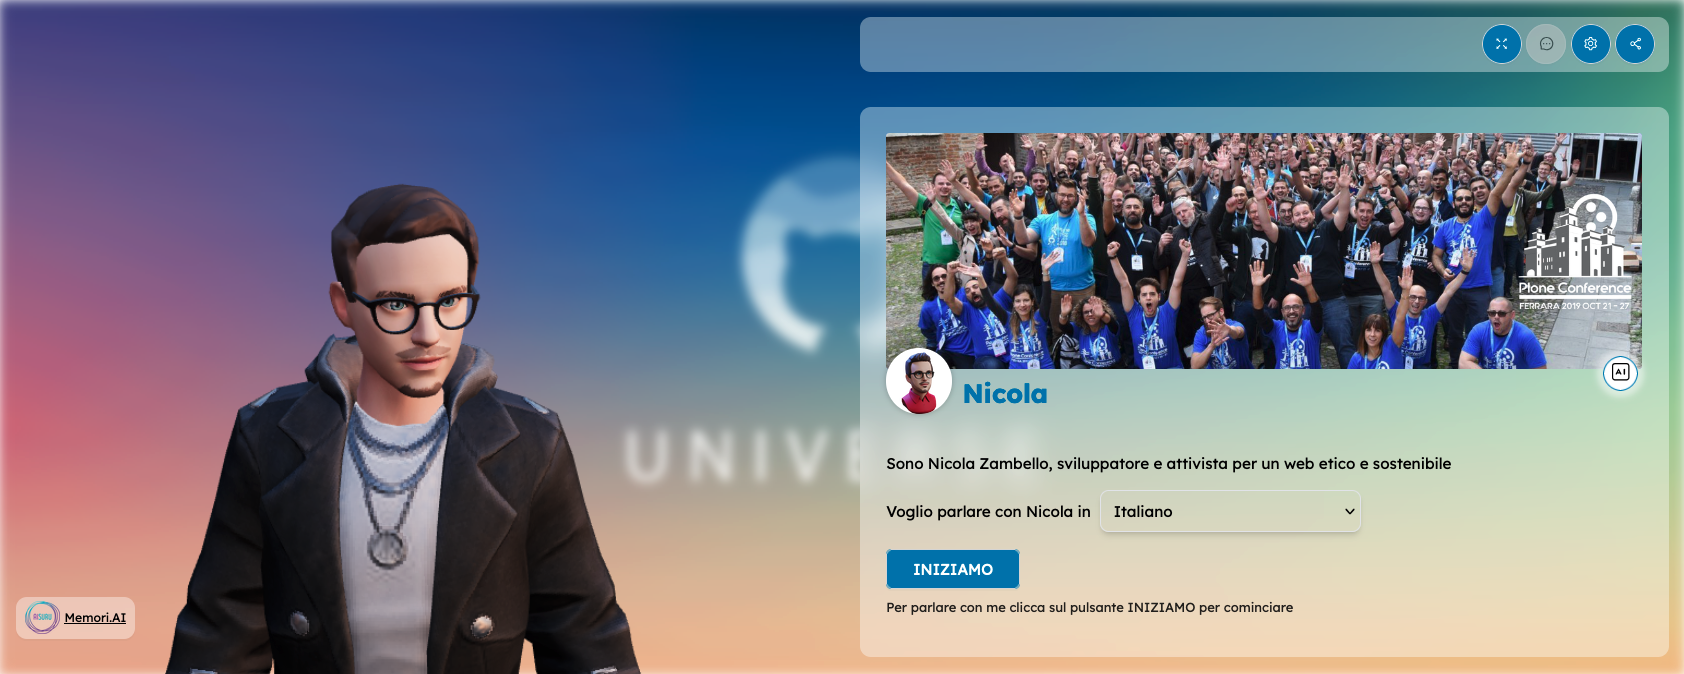 UNIVERSE
Plone Conference
FERRARA 2019 OCT 21 - 27
AI
Nicola
Sono Nicola Zambello, sviluppatore e attivista per un web etico e sostenibile
Voglio parlare con Nicola in
Italiano
INIZIAMO
Per parlare con me clicca sul pulsante INIZIAMO per cominciare
AISURU
Memori.AI